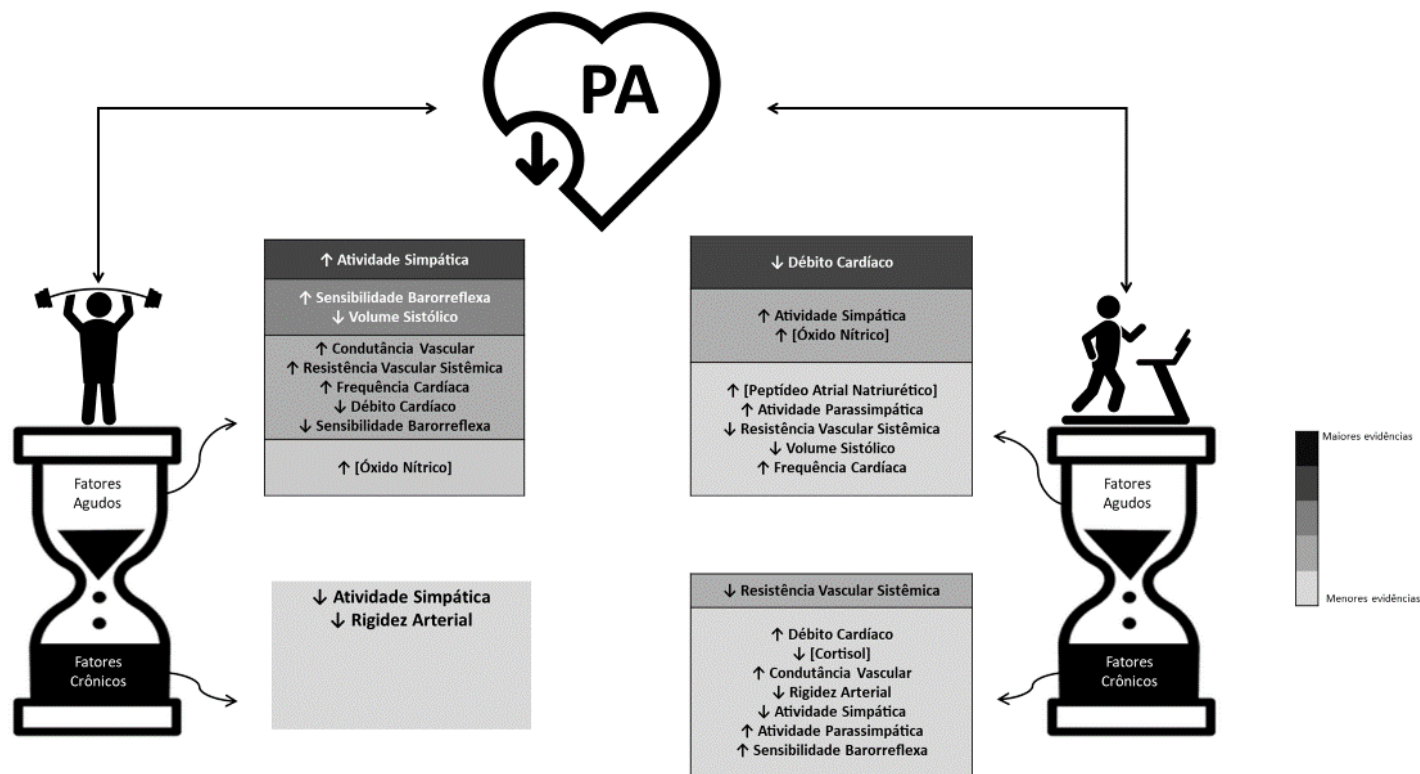 PA
↑ Atividade Simpática
↑ Sensibilidade Barorreflexa
↓ Volume Sistólico
↑ Condutância Vascular
↑ Resistência Vascular Sistêmica
↑ Frequência Cardíaca
↓ Débito Cardíaco
↓ Sensibilidade Barorreflexa
↑ [Óxido Nítrico]
↓ Débito Cardíaco
↑ Atividade Simpática
↑ [Óxido Nítrico]
↑ [Peptídeo Atrial Natriurético]
↑ Atividade Parassimpática
↓ Resistência Vascular Sistêmica
↓ Volume Sistólico
↑ Frequência Cardíaca
Fatores
Agudos
Fatores
Agudos
Maiores evidências
Menores evidências
↓ Atividade Simpática
↓ Rigidez Arterial
↓ Resistência Vascular Sistêmica
↑ Débito Cardíaco
↓ [Cortisol]
↑ Condutância Vascular
↓ Rigidez Arterial
↓ Atividade Simpática
↑ Atividade Parassimpática
↑ Sensibilidade Barorreflexa
Fatores
Crônicos
Fatores
Crônicos